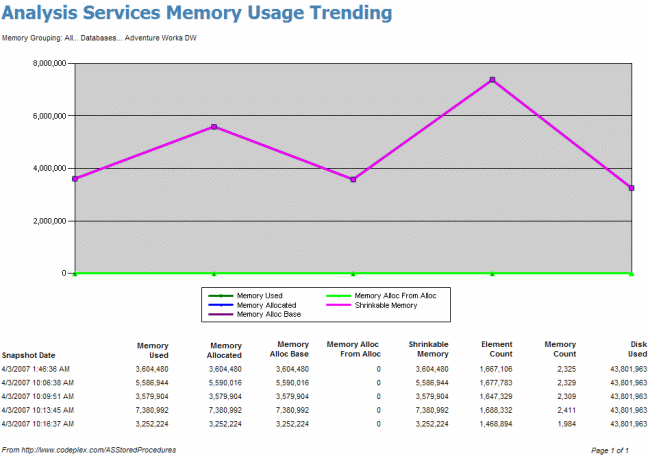 Analysis Services Memory Usage Trending
Memory Grouping: All... Databases... Adventure Works DW
8,000,000
6,000,000
4,000,000
2,000,000
0
Memory Used Memory Alloc From Alloc
Memory Allocated Shrinkable Memory
Memory Alloc Base
Snapshot Date Memory Used Memory Allocated Memory Alloc Base Memory Alloc From Alloc Shrinkable Memory Element Count Memory Count Disk Used
4/3/2007 1:46:36 AM 3,604,480 3,604,480 3,604,480 0 3,604,480 1,667,106 2,325 43,801,963
4/3/2007 10:06:38 AM 5,586,944 5,590,016 5,590,016 0 5,586,944 1,677,783 2,329 43,801,963
4/3/2007 10:09:51 AM 3,579,904 3,579,904 3,579,904 0 3,579,904 1,647,329 2,309 43,801,963
4/3/2007 10:13:45 AM 7,380,992 7,380,992 7,380,992 0 7,380,992 1,688,332 2,411 43,801,963
4/3/2007 10:16:37 AM 3,252,224 3,252,224 3,252,224 0 3,252,224 1,468,894 1,984 43,801,963
From http://www.codeplex.com/ASStoredProcedures Page 1 of 1